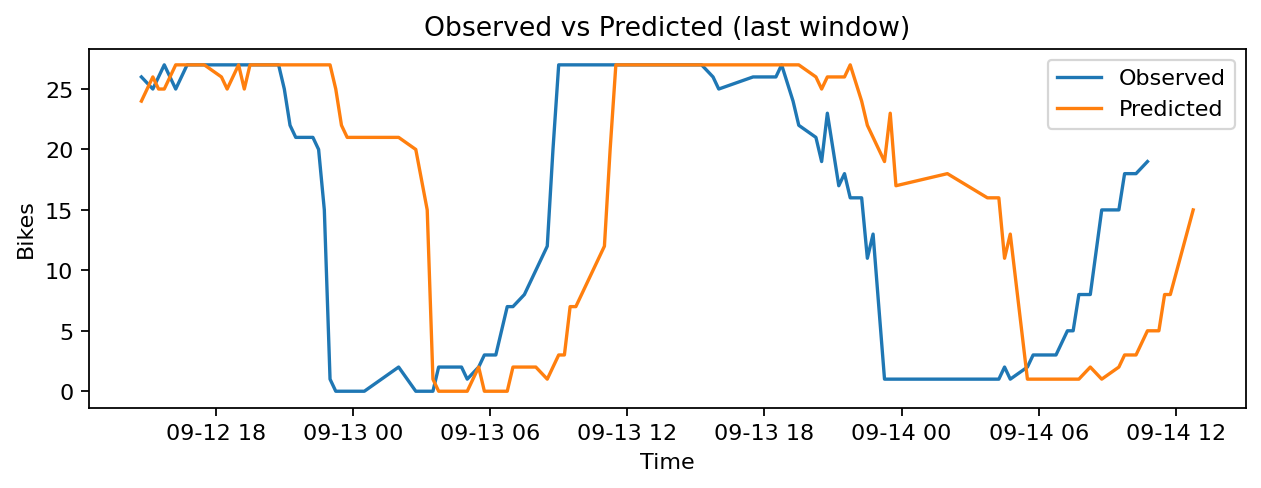 Observed vs Predicted (last window)
Observed
Predicted
Bikes
25
20
15
10
5
0
09-12 18
09-13 00
09-13 06
09-13 12
09-13 18
09-14 00
09-14 06
09-14 12
Time